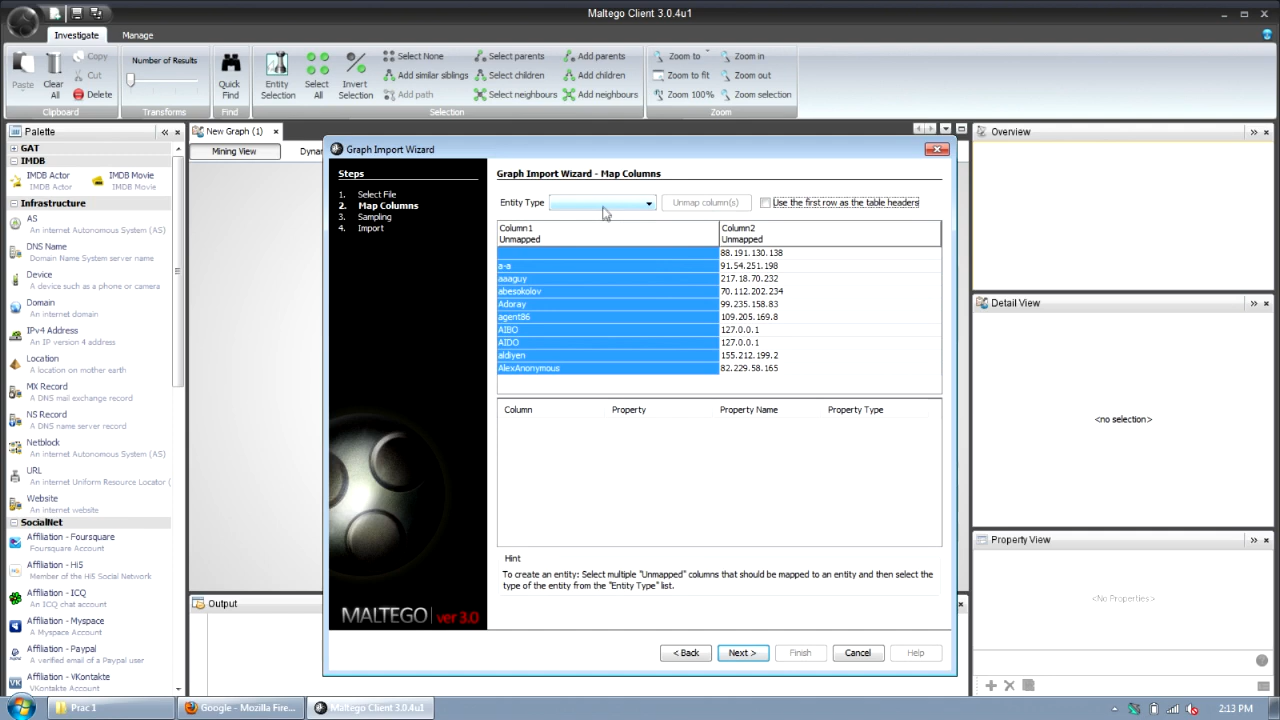 Maltego Client 3.0.4u1
Investigate
Manage
Paste
Clear All
Copy
Cut
Delete
Clipboard
Number of Results
Transforms
Quick Find
Find
Entity Selection
Select All
Invert Selection
Select None
Add similar siblings
Add path
Select parents
Select children
Select neighbours
Add parents
Add children
Add neighbours
Selection
Zoom to
Zoom to fit
Zoom 100%
Zoom in
Zoom out
Zoom selection
Zoom
Palette
GAT
IMDB
IMDB Actor
IMDB Actor
IMDB Movie
IMDB Movie
Infrastructure
AS
An internet Autonomous System (AS)
DNS Name
Domain Name System server name
Device
A device such as a phone or camera
Domain
An internet domain
IPv4 Address
An IP version 4 address
Location
A location on mother earth
MX Record
A DNS mail exchange record
NS Record
A DNS name server record
Netblock
An internet Autonomous System (AS)
URL
An internet Uniform Resource Locator (
Website
An internet website
SocialNet
Affiliation - Foursquare
Foursquare Account
Affiliation - Hi5
Member of the Hi5 Social Network
Affiliation - ICQ
An ICQ chat account
Affiliation - Myspace
A Myspace Account
Affiliation - Paypal
A verified email of a Paypal user
Affiliation - VKontakte
VKontakte Account
New Graph (1)
Mining View
Dynar
Output
Graph Import Wizard
Steps
1. Select File
2. Map Columns
3. Sampling
4. Import
MALTEGO ver 3.0
Graph Import Wizard - Map Columns
Entity Type
Unmap column(s)
Use the first row as the table headers
Column1 Column2
Unmapped Unmapped
88.191.130.138
a-a 91.54.251.198
aaaguy 217.18.70.232
abesokolov 70.112.202.234
Adoray 99.235.158.83
agent86 109.205.169.8
AIBO 127.0.0.1
AIDO 127.0.0.1
aldiyen 155.212.199.2
AlexAnonymous 82.229.58.165
Column Property Property Name Property Type
Hint
To create an entity: Select multiple "Unmapped" columns that should be mapped to an entity and then select the
type of the entity from the "Entity Type" list.
< Back
Next >
Finish
Cancel
Help
Overview
Detail View
<no selection>
Property View
<No Properties>
Prac 1
Google - Mozilla Fire...
Maltego Client 3.0.4u1
2:13 PM